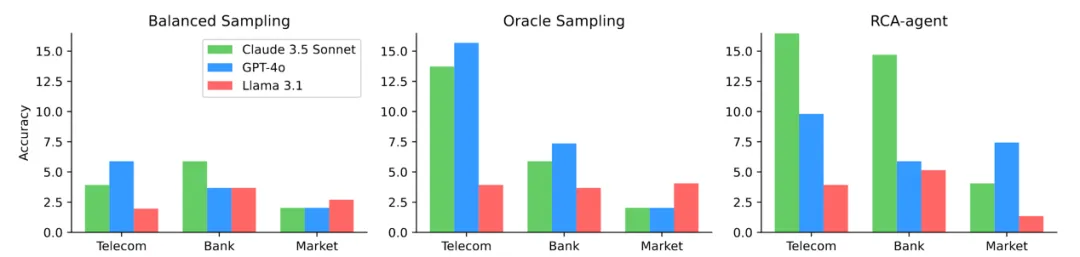 Balanced Sampling
Accuracy
15.0
12.5
10.0
7.5
5.0
2.5
0.0
Claude 3.5 Sonnet
GPT-4o
Llama 3.1
Telecom Bank Market
Oracle Sampling
15.0
12.5
10.0
7.5
5.0
2.5
0.0
Telecom Bank Market
RCA-agent
15.0
12.5
10.0
7.5
5.0
2.5
0.0
Telecom Bank Market